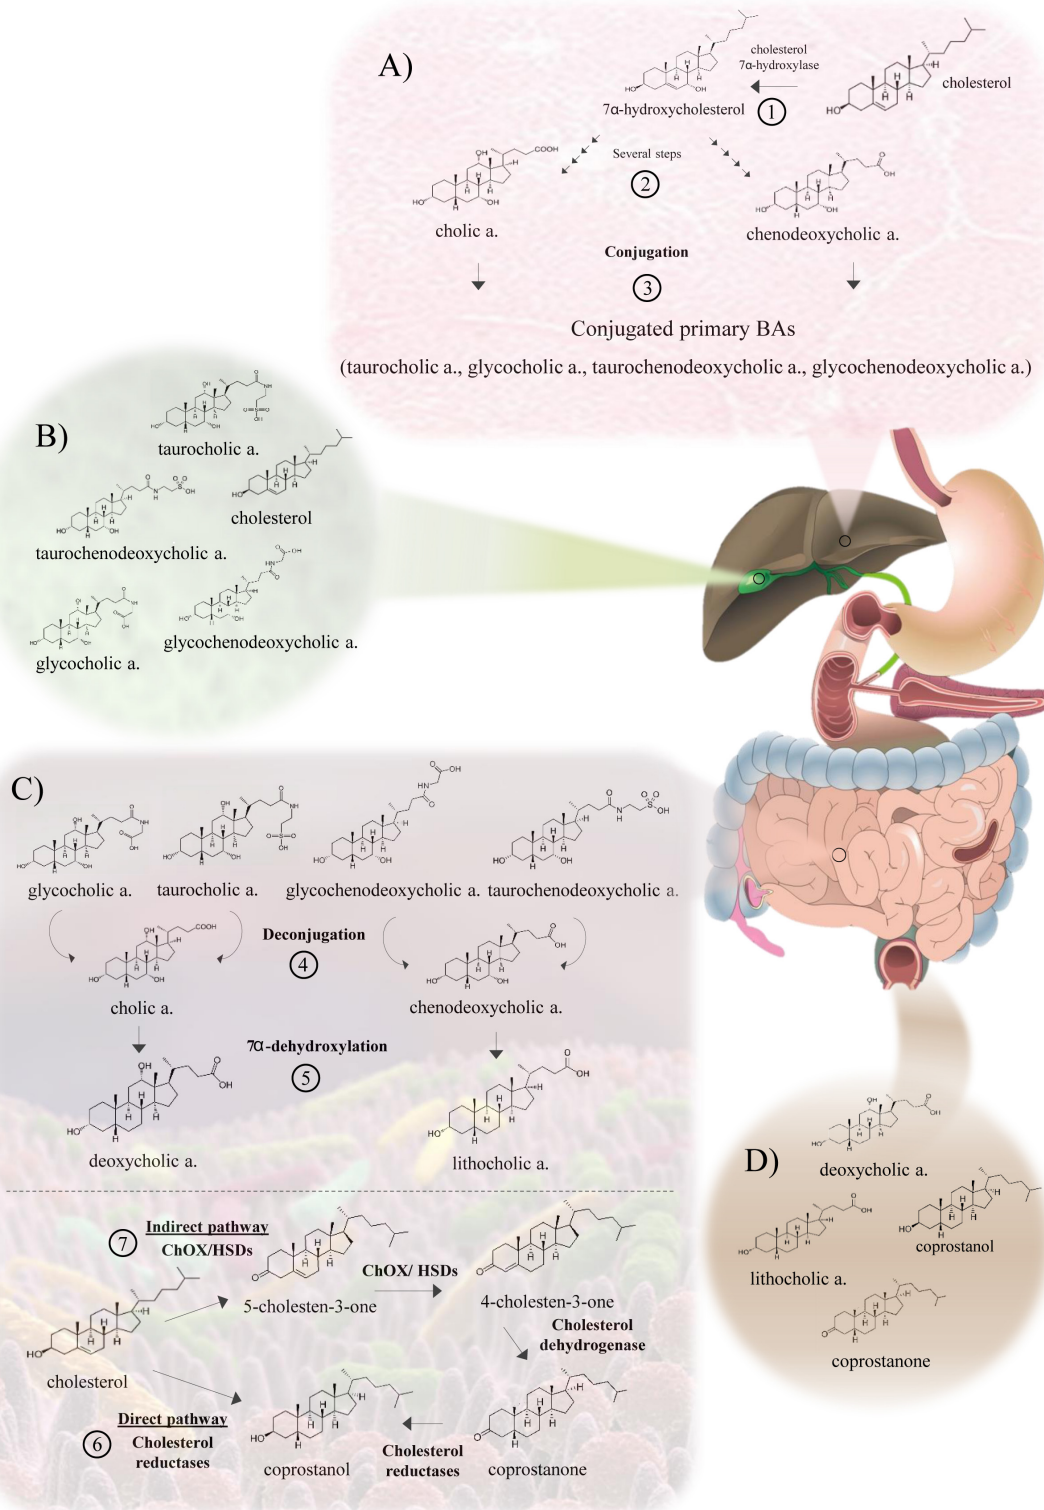 A)
cholesterol
7α-hydroxylase
cholesterol
7α-hydroxycholesterol
1
Several steps
2
cholic a.
chenodeoxycholic a.
Conjugation
3
Conjugated primary BAs
(taurocholic a., glycocholic a., taurochenodeoxycholic a., glycochenodeoxycholic a.)
B)
taurocholic a.
cholesterol
taurochenodeoxycholic a.
glycochenodeoxycholic a.
glycocholic a.
C)
glycocholic a.
taurocholic a.
glycochenodeoxycholic a.
taurochenodeoxycholic a.
Deconjugation
4
cholic a.
chenodeoxycholic a.
7α-dehydroxylation
5
deoxycholic a.
lithocholic a.
7
Indirect pathway
ChOX/HSDs
ChOX/ HSDs
5-cholesten-3-one
4-cholesten-3-one
Cholesterol
dehydrogenase
cholesterol
6
Direct pathway
Cholesterol
reductases
coprostanol
Cholesterol
reductases
coprostanone
D)
deoxycholic a.
coprostanol
lithocholic a.
coprostanone